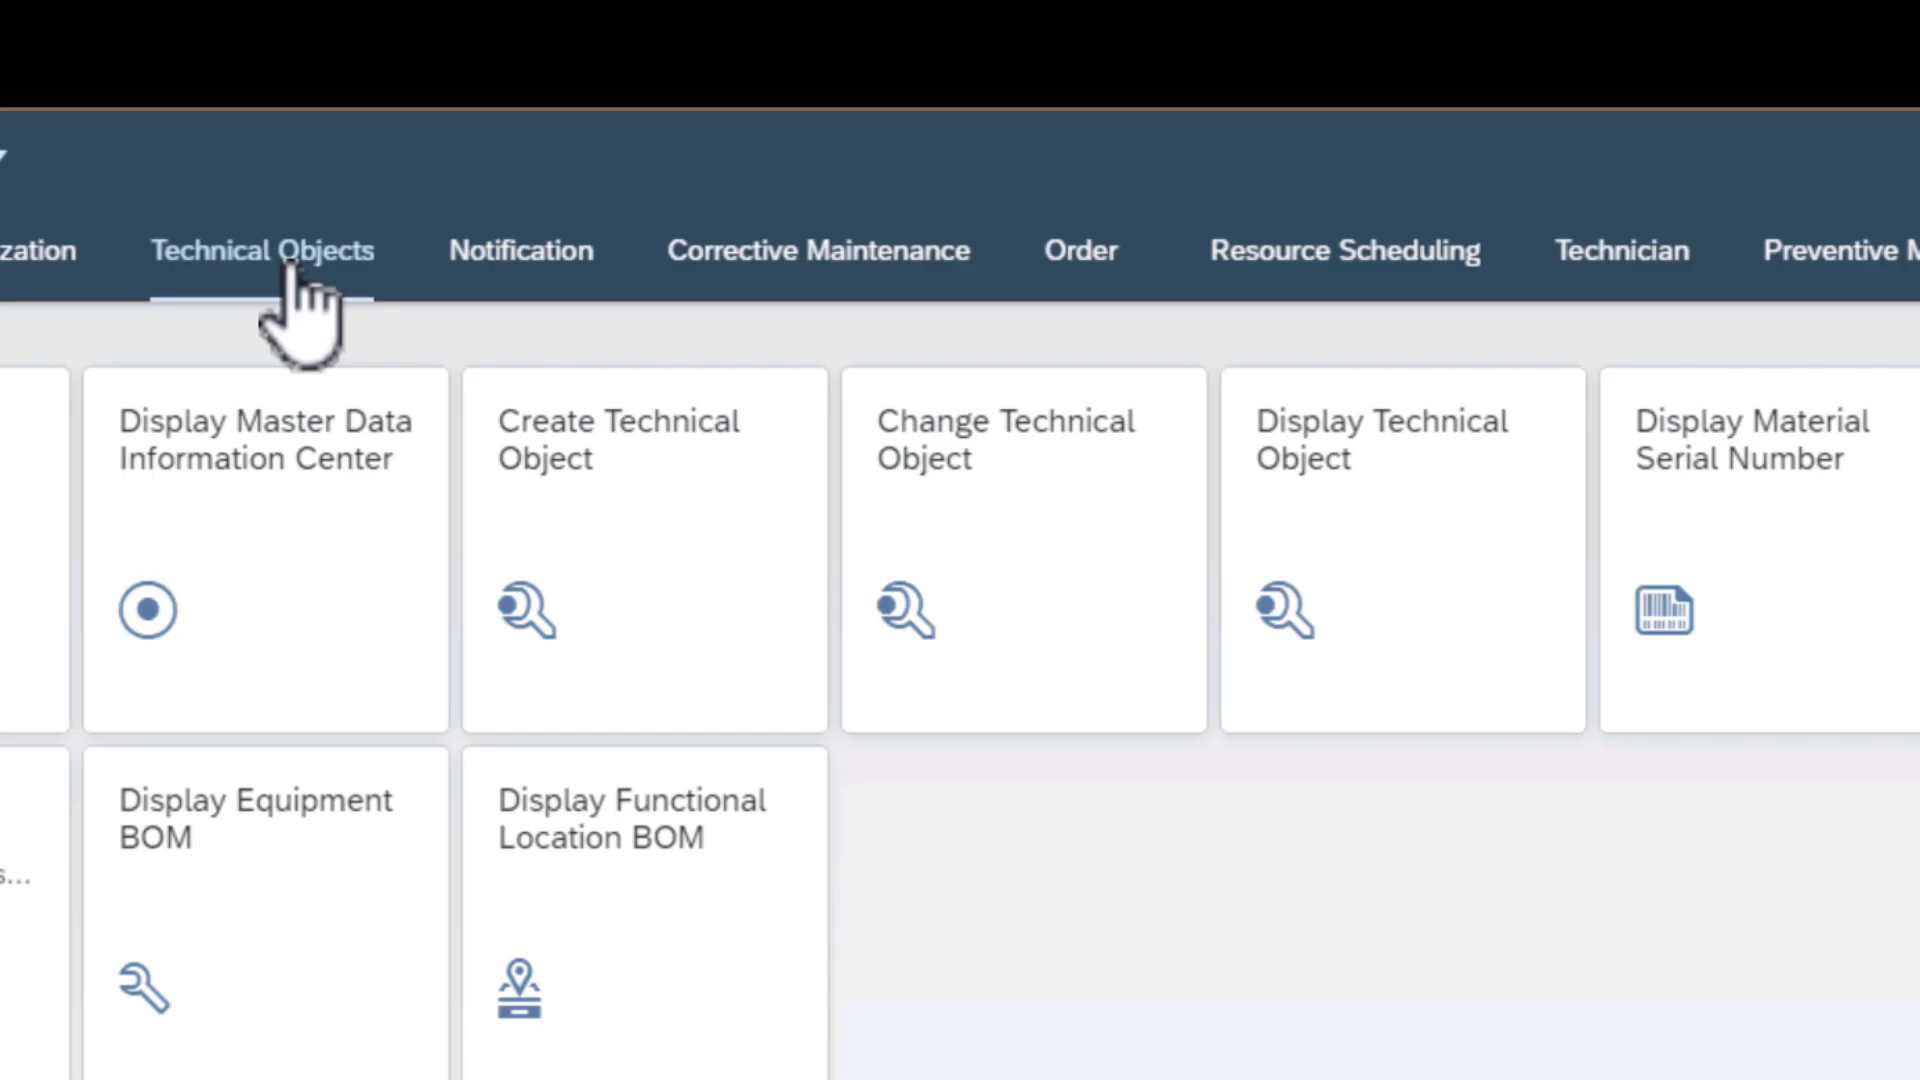 zation
Technical Objects
Notification
Corrective Maintenance
Order
Resource Scheduling
Technician
Preventive M
Display Master Data
Information Center
Create Technical
Object
Change Technical
Object
Display Technical
Object
Display Material
Serial Number
s...
Display Equipment
BOM
Display Functional
Location BOM